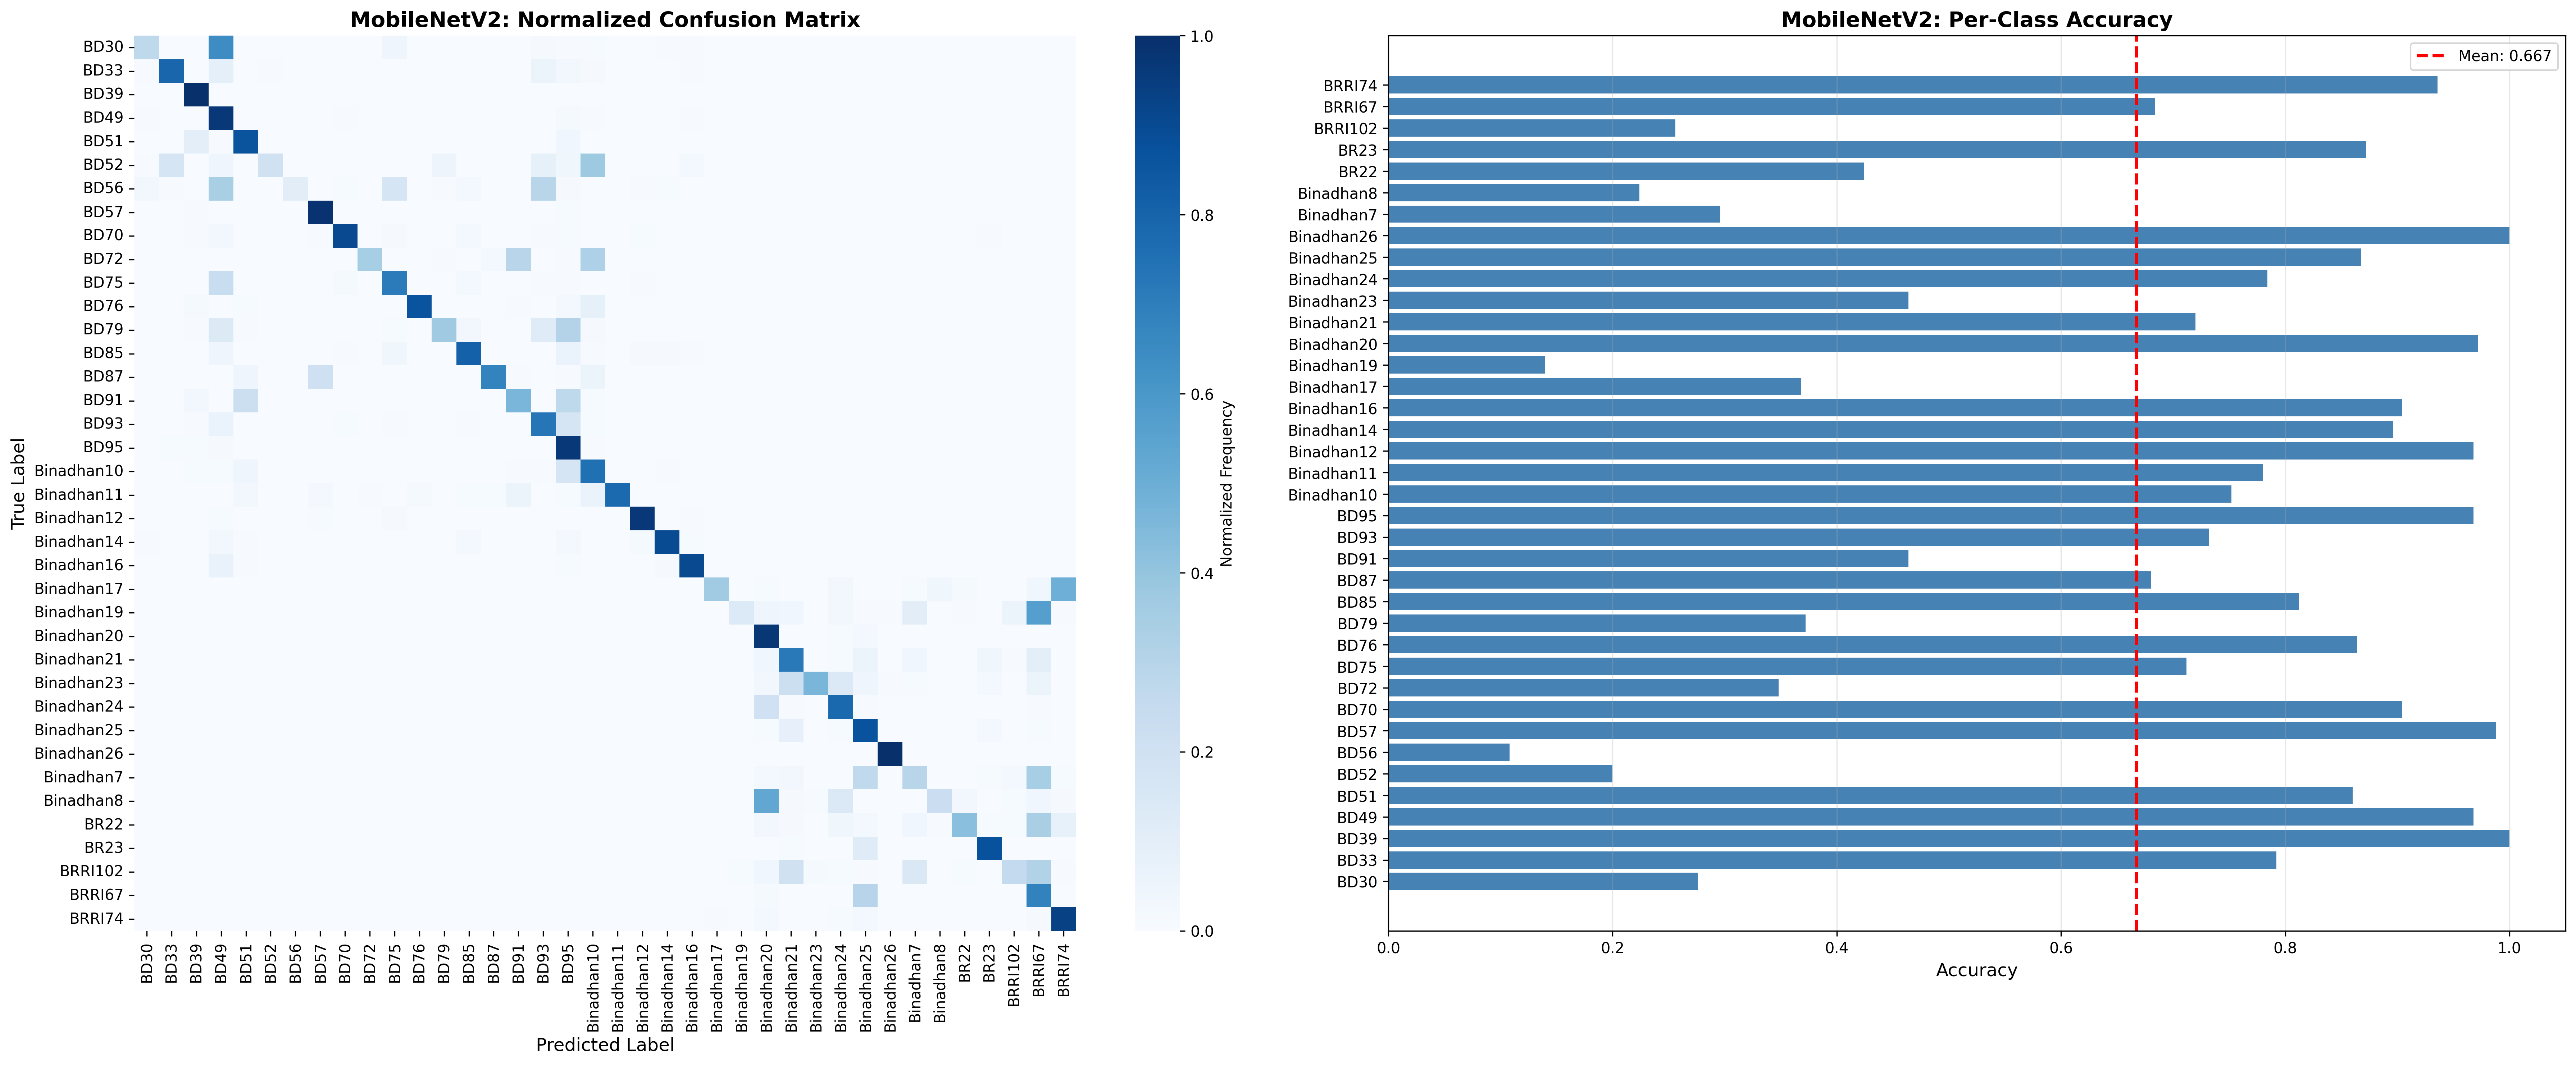 MobileNetV2: Normalized Confusion Matrix
True Label
BD30
BD33
BD39
BD49
BD51
BD52
BD56
BD57
BD70
BD72
BD75
BD76
BD79
BD85
BD87
BD91
BD93
BD95
Binadhan10
Binadhan11
Binadhan12
Binadhan14
Binadhan16
Binadhan17
Binadhan19
Binadhan20
Binadhan21
Binadhan23
Binadhan24
Binadhan25
Binadhan26
Binadhan7
Binadhan8
BR22
BR23
BRRI102
BRRI67
BRRI74
BD30
BD33
BD39
BD49
BD51
BD52
BD56
BD57
BD70
BD72
BD75
BD76
BD79
BD85
BD87
BD91
BD93
BD95
Binadhan10
Binadhan11
Binadhan12
Binadhan14
Binadhan16
Binadhan17
Binadhan19
Binadhan20
Binadhan21
Binadhan23
Binadhan24
Binadhan25
Binadhan26
Binadhan7
Binadhan8
BR22
BR23
BRRI102
BRRI67
BRRI74
Predicted Label
1.0
0.8
0.6
0.4
0.2
0.0
Normalized Frequency
MobileNetV2: Per-Class Accuracy
Mean: 0.667
BRRI74
BRRI67
BRRI102
BR23
BR22
Binadhan8
Binadhan7
Binadhan26
Binadhan25
Binadhan24
Binadhan23
Binadhan21
Binadhan20
Binadhan19
Binadhan17
Binadhan16
Binadhan14
Binadhan12
Binadhan11
Binadhan10
BD95
BD93
BD91
BD87
BD85
BD79
BD76
BD75
BD72
BD70
BD57
BD56
BD52
BD51
BD49
BD39
BD33
BD30
0.0 0.2 0.4 0.6 0.8 1.0
Accuracy